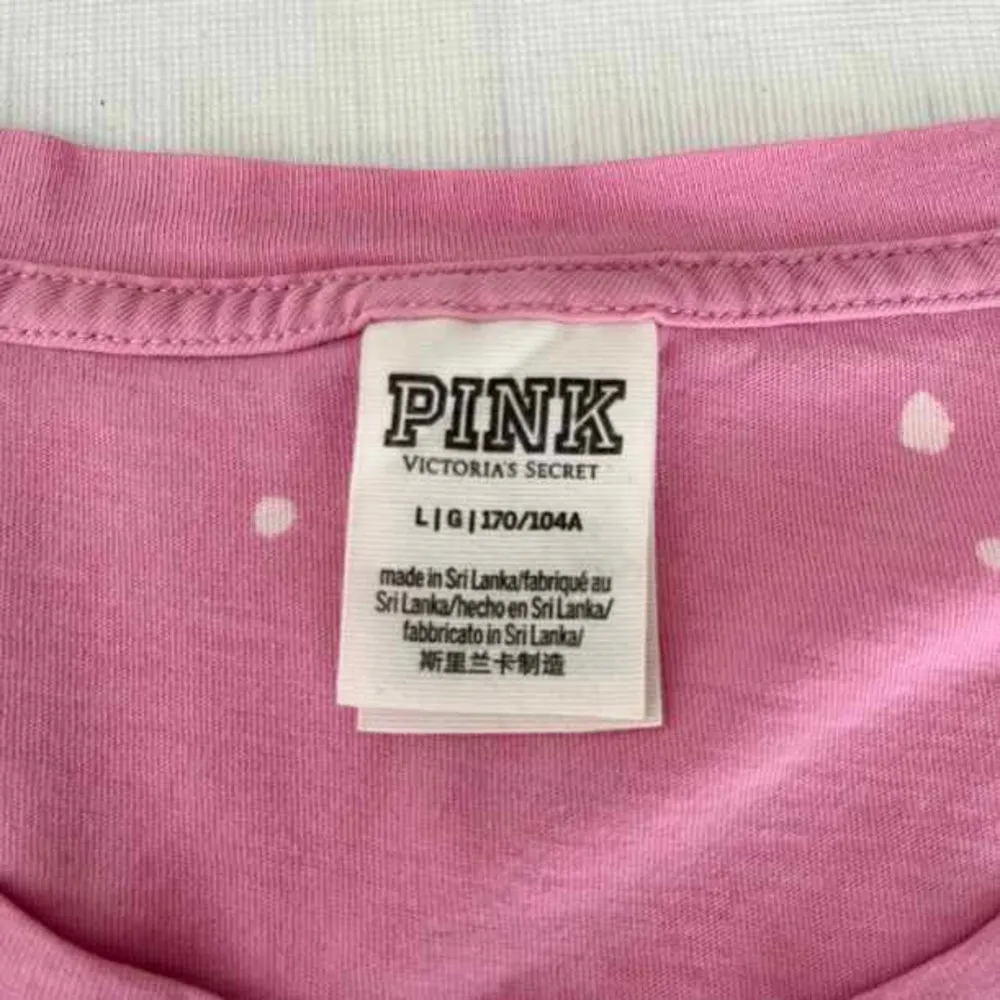 PINK
VICTORIA'S SECRET
L | G | 170/104A
made in Sri Lanka/fabriqué au
Sri Lanka/hecho en Sri Lanka/
fabbricato in Sri Lanka/
斯里兰卡制造